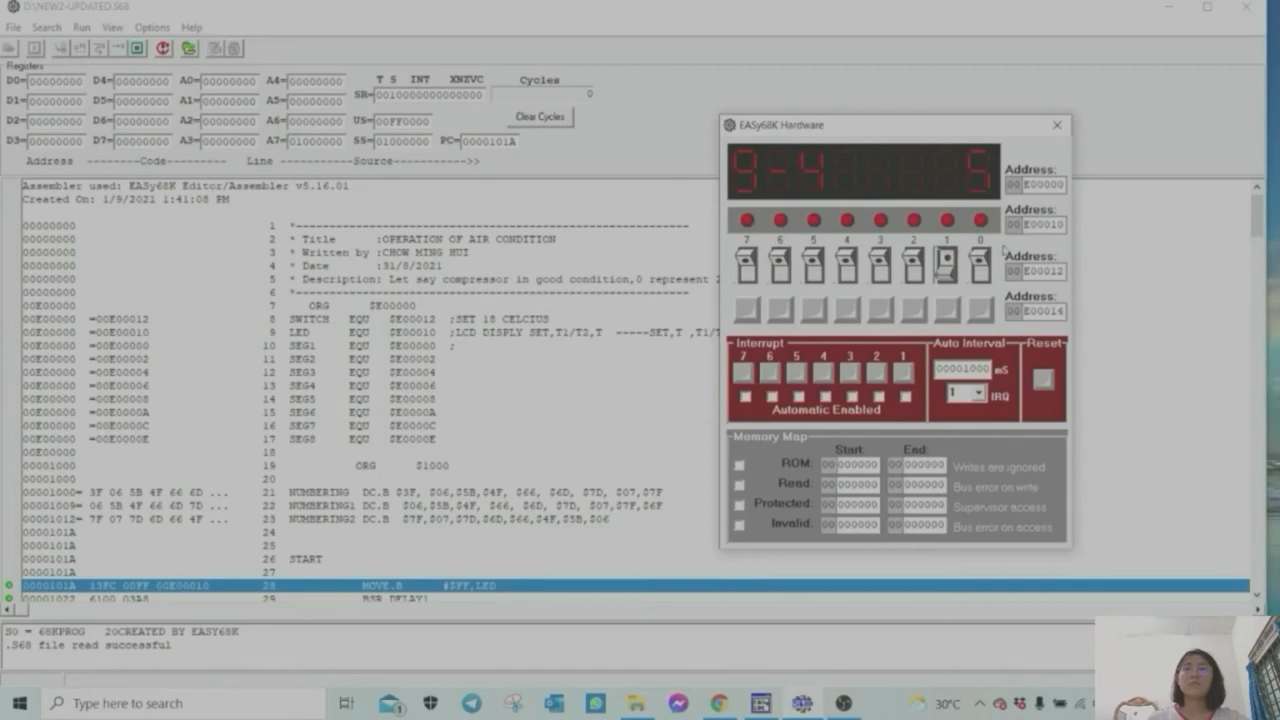 D:\NEW2-UPDATED.S68
File Search Run View Options Help
Registers
D0=00000000 D4=00000000 A0=00000000 A4=00000000 T S INT XNZVC Cycles
D1=00000000 D5=00000000 A1=00000000 A5=00000000 SR=0010000000000000 0
D2=00000000 D6=00000000 A2=00000000 A6=00000000 US=00FF0000 Clear Cycles
D3=00000000 D7=00000000 A3=00000000 A7=01000000 SS=01000000 PC=0000101A
Address --------Code--------- Line -------Source----------->>
Assembler used: EASy68K Editor/Assembler v5.16.01
Created On: 1/9/2021 1:41:08 PM
00000000 1 *-----------------------------------------------------------
00000000 2 * Title :OPERATION OF AIR CONDITION
00000000 3 * Written by :CHOW MING HUI
00000000 4 * Date :31/8/2021
00000000 5 * Description: Let say compressor in good condition,0 represent
00000000 6 *-----------------------------------------------------------
00E00000 7 ORG $E00000
00E00000 =00E00012 8 SWITCH EQU $E00012 ;SET 18 CELCIUS
00E00000 =00E00010 9 LED EQU $E00010 ;LCD DISPLY SET,T1/T2,T -----SET,T ,T1/T
00E00000 =00E00000 10 SEG1 EQU $E00000 ;
00E00000 =00E00002 11 SEG2 EQU $E00002
00E00000 =00E00004 12 SEG3 EQU $E00004
00E00000 =00E00006 13 SEG4 EQU $E00006
00E00000 =00E00008 14 SEG5 EQU $E00008
00E00000 =00E0000A 15 SEG6 EQU $E0000A
00E00000 =00E0000C 16 SEG7 EQU $E0000C
00E00000 =00E0000E 17 SEG8 EQU $E0000E
00E00000 18
00001000 19 ORG $1000
00001000 20
00001000= 3F 06 5B 4F 66 6D ... 21 NUMBERING DC.B $3F, $06,$5B,$4F, $66, $6D, $7D, $07,$7F
00001009= 06 5B 4F 66 6D 7D ... 22 NUMBERING1 DC.B $06,$5B,$4F, $66, $6D, $7D, $07,$7F,$6F
00001012= 7F 07 7D 6D 66 4F ... 23 NUMBERING2 DC.B $7F,$07,$7D,$6D,$66,$4F,$5B,$06
0000101A 24
0000101A 25
0000101A 26 START
0000101A 27
0000101A 13FC 00FF 00E00010 28 MOVE.B #$FF,LED
00001022 6100 03A8 29 BSR DELAY1
S0 = 68KPROG 20CREATED BY EASY68K
.S68 file read successful
EASy68K Hardware
9-4 5
Address:
00 E00000
Address:
00 E00010
7 6 5 4 3 2 1 0
Address:
00 E00012
Address:
00 E00014
Interrupt Auto Interval Reset
7 6 5 4 3 2 1
00001000 mS
1 IRQ
Automatic Enabled
Memory Map
Start: End:
ROM: 00 000000 00 000000 Writes are ignored
Read: 00 000000 00 000000 Bus error on write
Protected: 00 000000 00 000000 Supervisor access
Invalid: 00 000000 00 000000 Bus error on access
Type here to search
1
30°C